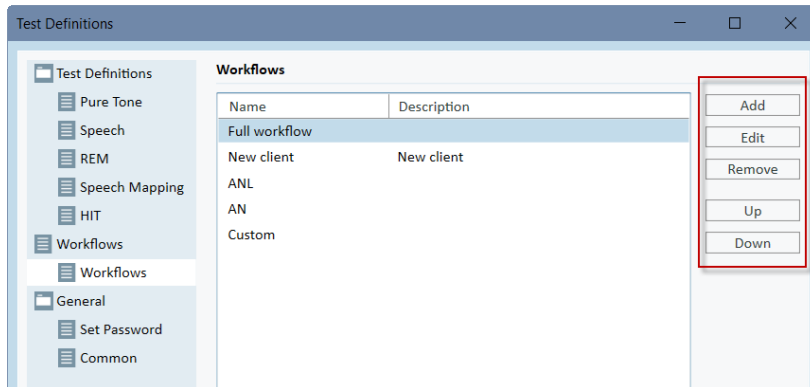 Test Definitions
Test Definitions
Pure Tone
Speech
REM
Speech Mapping
HIT
Workflows
Workflows
General
Set Password
Common
Workflows
Name Description
Full workflow
New client New client
ANL
AN
Custom
Add
Edit
Remove
Up
Down